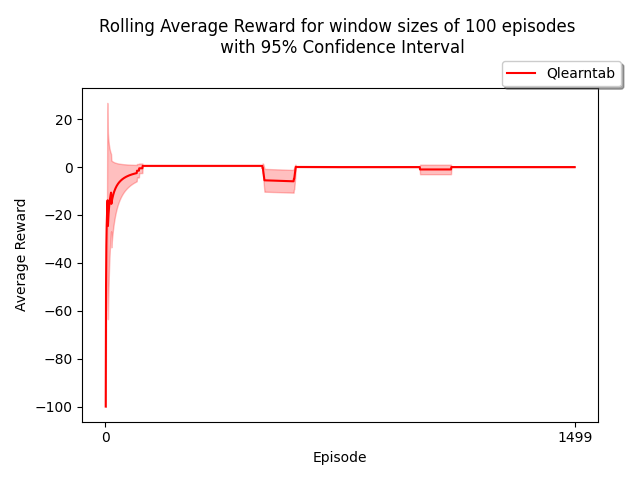 Rolling Average Reward for window sizes of 100 episodes
with 95% Confidence Interval
Qlearntab
20
0
−20
−40
−60
−80
−100
Average Reward
0
1499
Episode